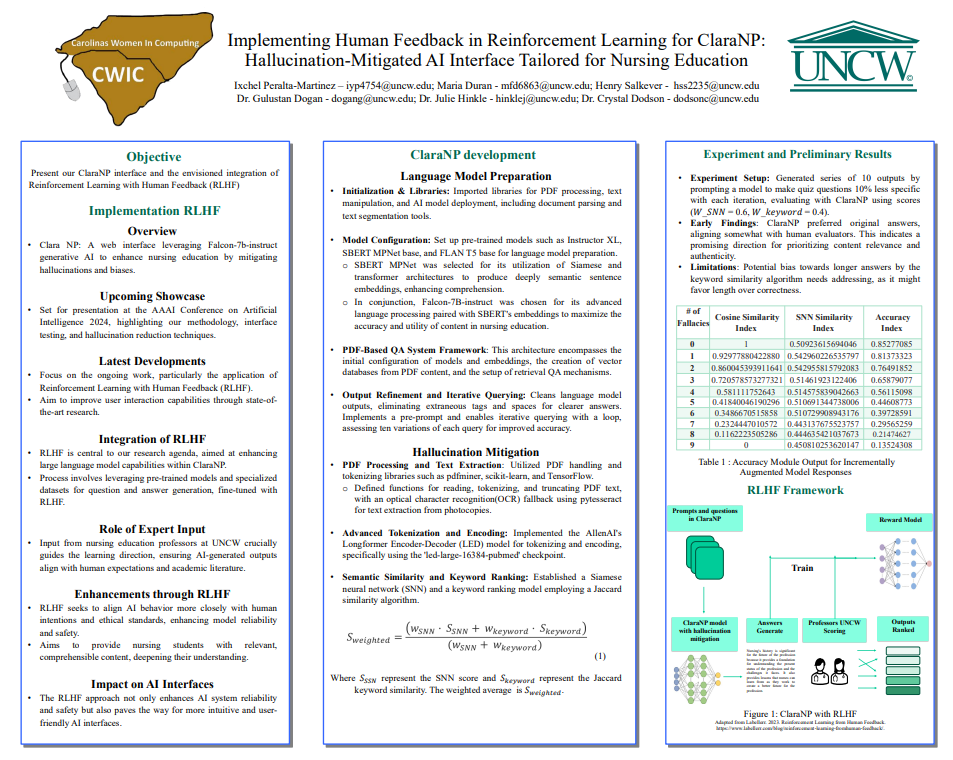 Carolinas Women In Computing
CWIC
Implementing Human Feedback in Reinforcement Learning for ClaraNP:
Hallucination-Mitigated AI Interface Tailored for Nursing Education
Ixchel Peralta-Martinez – iyp4754@uncw.edu; Maria Duran - mfd6863@uncw.edu; Henry Salkever - hss2235@uncw.edu
Dr. Gulustan Dogan - dogang@uncw.edu; Dr. Julie Hinkle - hinklej@uncw.edu; Dr. Crystal Dodson - dodsonc@uncw.edu
UNCW©
Objective
Present our ClaraNP interface and the envisioned integration of
Reinforcement Learning with Human Feedback (RLHF)
Implementation RLHF
Overview
• Clara NP: A web interface leveraging Falcon-7b-instruct
generative AI to enhance nursing education by mitigating
hallucinations and biases.
Upcoming Showcase
• Set for presentation at the AAAI Conference on Artificial
Intelligence 2024, highlighting our methodology, interface
testing, and hallucination reduction techniques.
Latest Developments
• Focus on the ongoing work, particularly the application of
Reinforcement Learning with Human Feedback (RLHF).
• Aim to improve user interaction capabilities through state-of-
the-art research.
Integration of RLHF
• RLHF is central to our research agenda, aimed at enhancing
large language model capabilities within ClaraNP.
• Process involves leveraging pre-trained models and specialized
datasets for question and answer generation, fine-tuned with
RLHF.
Role of Expert Input
• Input from nursing education professors at UNCW crucially
guides the learning direction, ensuring AI-generated outputs
align with human expectations and academic literature.
Enhancements through RLHF
• RLHF seeks to align AI behavior more closely with human
intentions and ethical standards, enhancing model reliability
and safety.
• Aims to provide nursing students with relevant,
comprehensible content, deepening their understanding.
Impact on AI Interfaces
• The RLHF approach not only enhances AI system reliability
and safety but also paves the way for more intuitive and user-
friendly AI interfaces.
ClaraNP development
Language Model Preparation
• Initialization & Libraries: Imported libraries for PDF processing, text
manipulation, and AI model deployment, including document parsing and
text segmentation tools.
• Model Configuration: Set up pre-trained models such as Instructor XL,
SBERT MPNet base, and FLAN T5 base for language model preparation.
o SBERT MPNet was selected for its utilization of Siamese and
transformer architectures to produce deeply semantic sentence
embeddings, enhancing comprehension.
o In conjunction, Falcon-7B-instruct was chosen for its advanced
language processing paired with SBERT's embeddings to maximize the
accuracy and utility of content in nursing education.
• PDF-Based QA System Framework: This architecture encompasses the
initial configuration of models and embeddings, the creation of vector
databases from PDF content, and the setup of retrieval QA mechanisms.
• Output Refinement and Iterative Querying: Cleans language model
outputs, eliminating extraneous tags and spaces for clearer answers.
Implements a pre-prompt and enables iterative querying with a loop,
assessing ten variations of each query for improved accuracy.
Hallucination Mitigation
• PDF Processing and Text Extraction: Utilized PDF handling and
tokenizing libraries such as pdfminer, scikit-learn, and TensorFlow.
o Defined functions for reading, tokenizing, and truncating PDF text,
with an optical character recognition(OCR) fallback using pytesseract
for text extraction from photocopies.
• Advanced Tokenization and Encoding: Implemented the AllenAI's
Longformer Encoder-Decoder (LED) model for tokenizing and encoding,
specifically using the 'led-large-16384-pubmed' checkpoint.
• Semantic Similarity and Keyword Ranking: Established a Siamese
neural network (SNN) and a keyword ranking model employing a Jaccard
similarity algorithm.
S_weighted = (w_SNN · S_SNN + w_keyword · S_keyword) / (w_SNN + w_keyword)
(1)
Where S_SSN represent the SNN score and S_keyword represent the Jaccard
keyword similarity. The weighted average is S_weighted.
Experiment and Preliminary Results
• Experiment Setup: Generated series of 10 outputs by
prompting a model to make quiz questions 10% less specific
with each iteration, evaluating with ClaraNP using scores
(W_SNN = 0.6, W_keyword = 0.4).
• Early Findings: ClaraNP preferred original answers,
aligning somewhat with human evaluators. This indicates a
promising direction for prioritizing content relevance and
authenticity.
• Limitations: Potential bias towards longer answers by the
keyword similarity algorithm needs addressing, as it might
favor length over correctness.
# of Fallacies Cosine Similarity Index SNN Similarity Index Accuracy Index
0 1 0.50923615694046 0.85277085
1 0.92977880422880 0.542960226535797 0.81373323
2 0.860045393911641 0.542955815792083 0.76491852
3 0.720578573277321 0.51461923122406 0.65879077
4 0.581111752643 0.514575839042663 0.56115098
5 0.41840046190296 0.510691344738006 0.44608773
6 0.3486670515858 0.510729908943176 0.39728591
7 0.2324447010572 0.443137675523757 0.29565259
8 0.1162223505286 0.444635421037673 0.21474627
9 0 0.450810253620147 0.13524308
Table 1 : Accuracy Module Output for Incrementally
Augmented Model Responses
RLHF Framework
Prompts and questions
in ClaraNP
Reward Model
Train
ClaraNP model
with hallucination
mitigation
Answers
Generate
Professors UNCW
Scoring
Outputs
Ranked
Figure 1: ClaraNP with RLHF
Adapted from Labellerr. 2023. Reinforcement Learning from Human Feedback.
https://www.labellerr.com/blog/reinforcement-learning-fromhuman-feedback/.